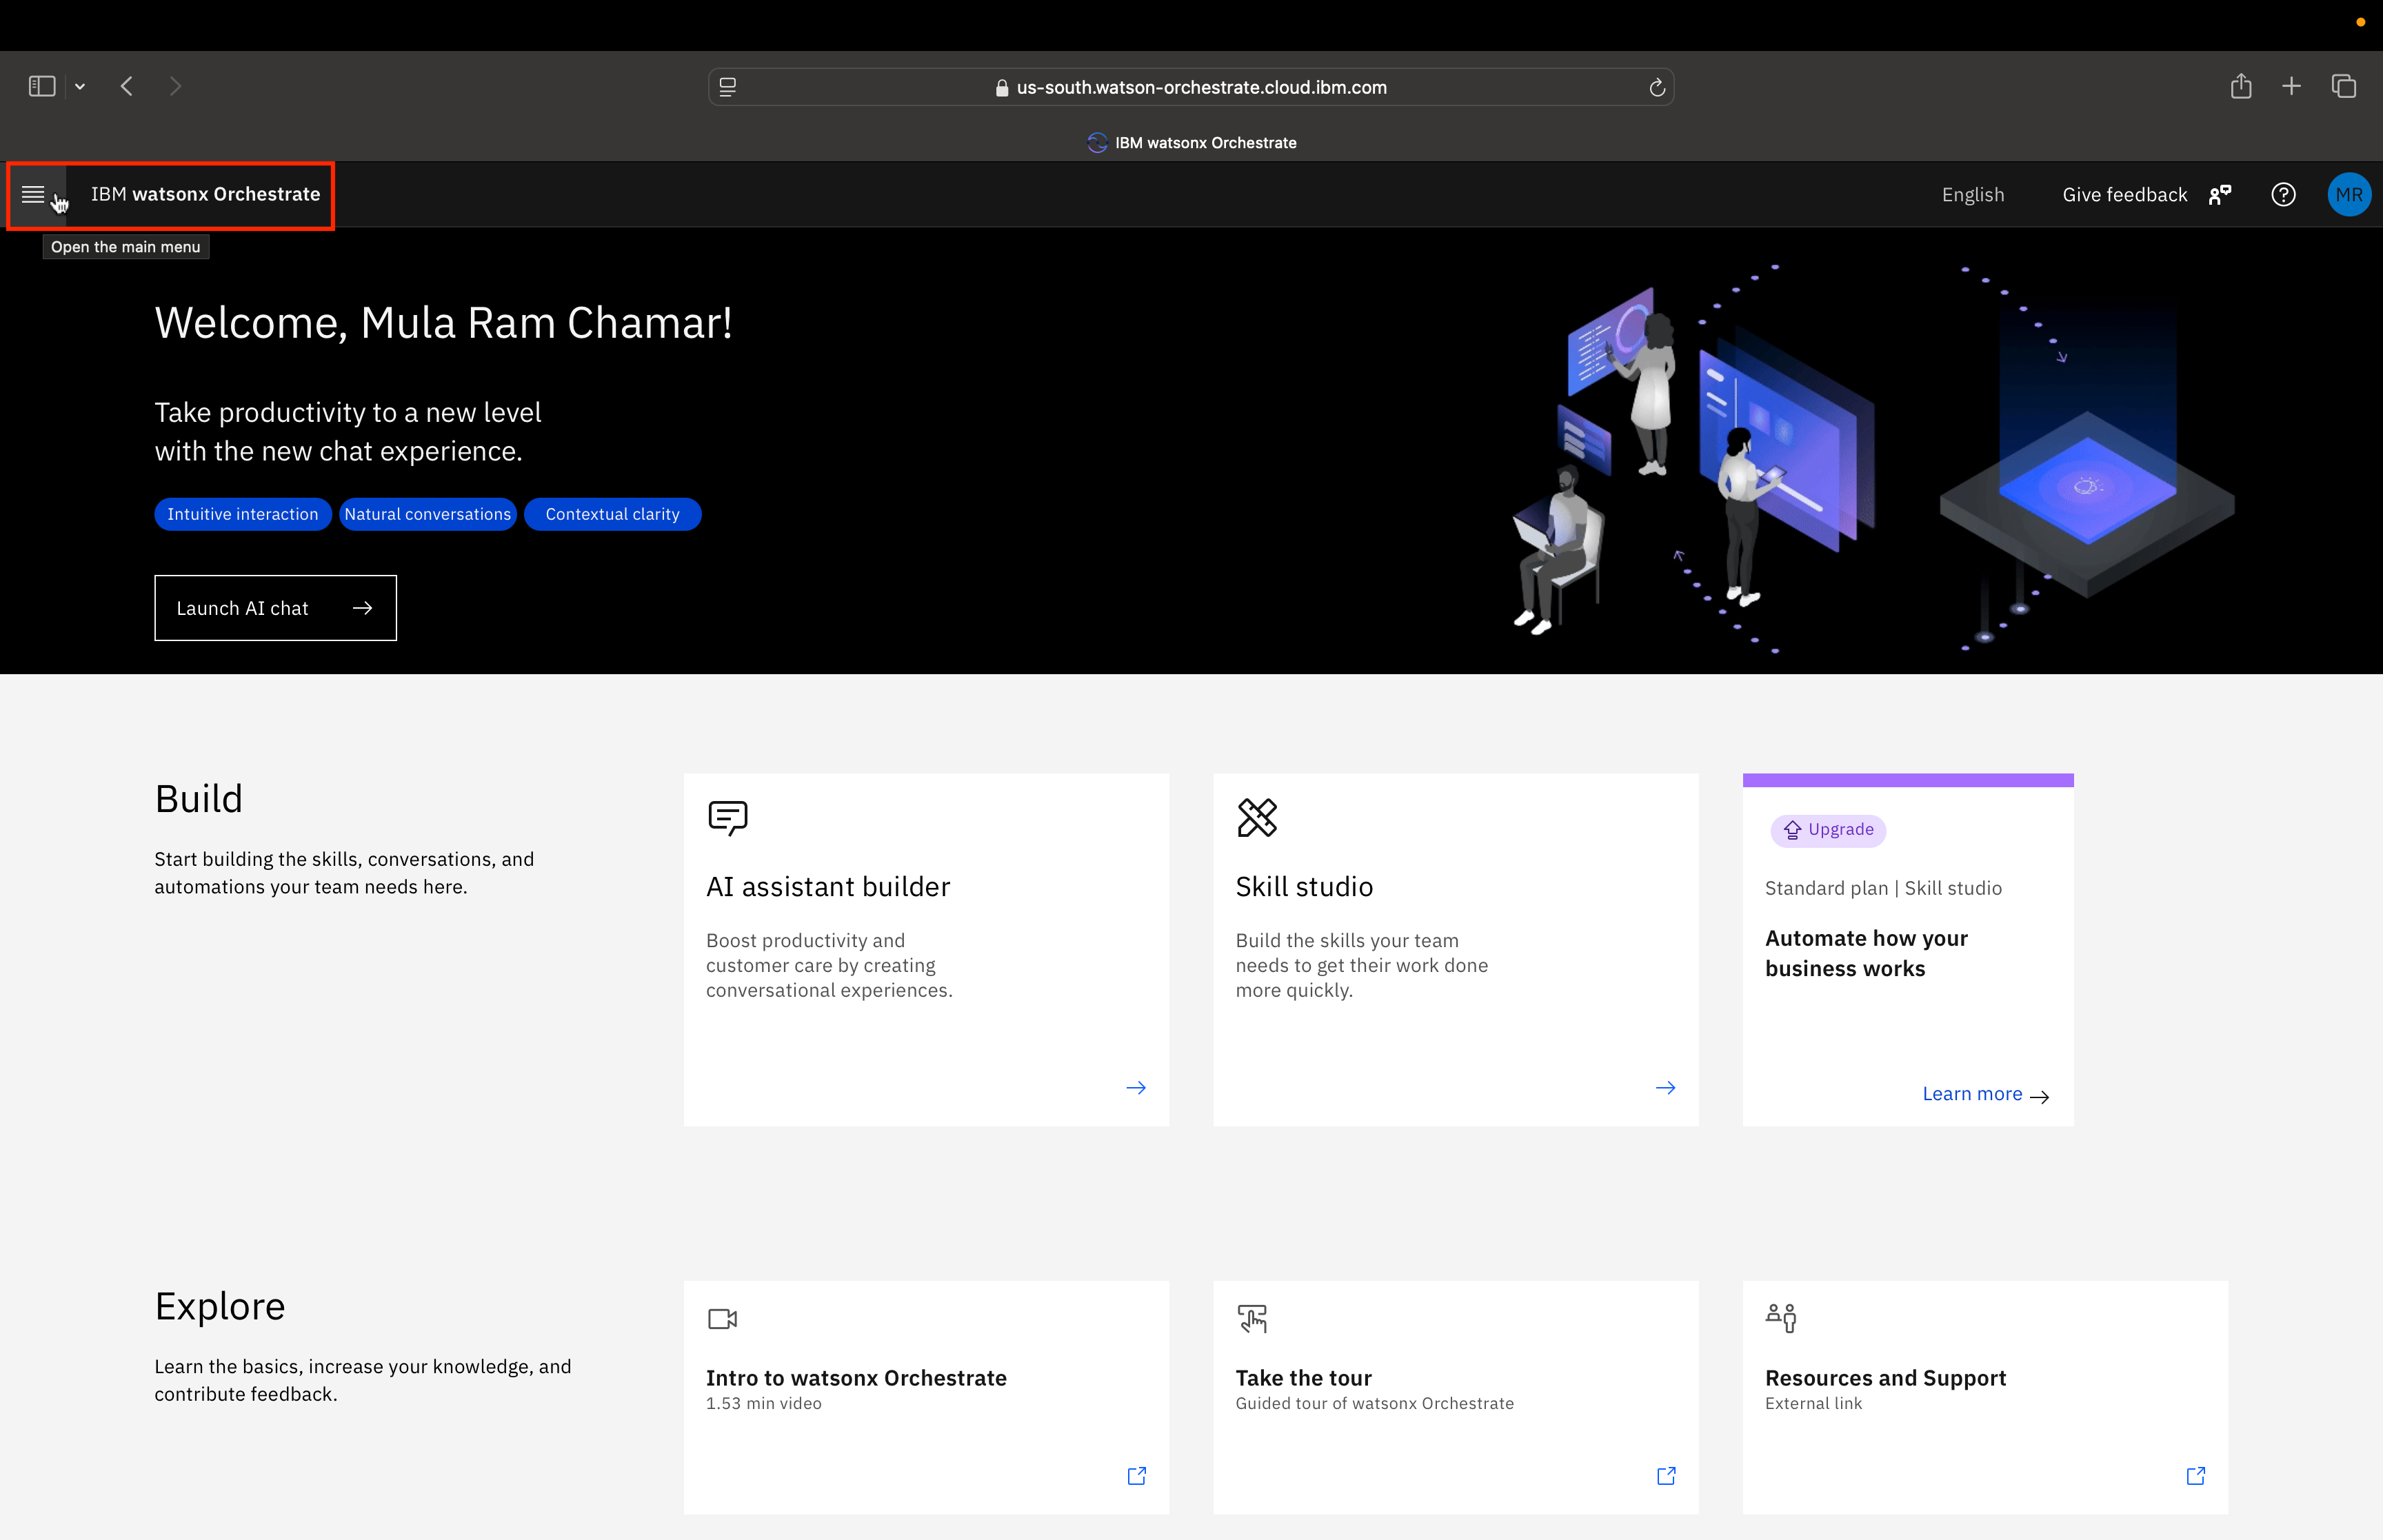 us-south.watson-orchestrate.cloud.ibm.com
IBM watsonx Orchestrate
IBM watsonx Orchestrate
English
Give feedback
MR
Open the main menu
Welcome, Mula Ram Chamar!
Take productivity to a new level
with the new chat experience.
Intuitive interaction
Natural conversations
Contextual clarity
Launch AI chat
Build
Start building the skills, conversations, and
automations your team needs here.
AI assistant builder
Boost productivity and
customer care by creating
conversational experiences.
Skill studio
Build the skills your team
needs to get their work done
more quickly.
Upgrade
Standard plan | Skill studio
Automate how your
business works
Learn more
Explore
Learn the basics, increase your knowledge, and
contribute feedback.
Intro to watsonx Orchestrate
1.53 min video
Take the tour
Guided tour of watsonx Orchestrate
Resources and Support
External link